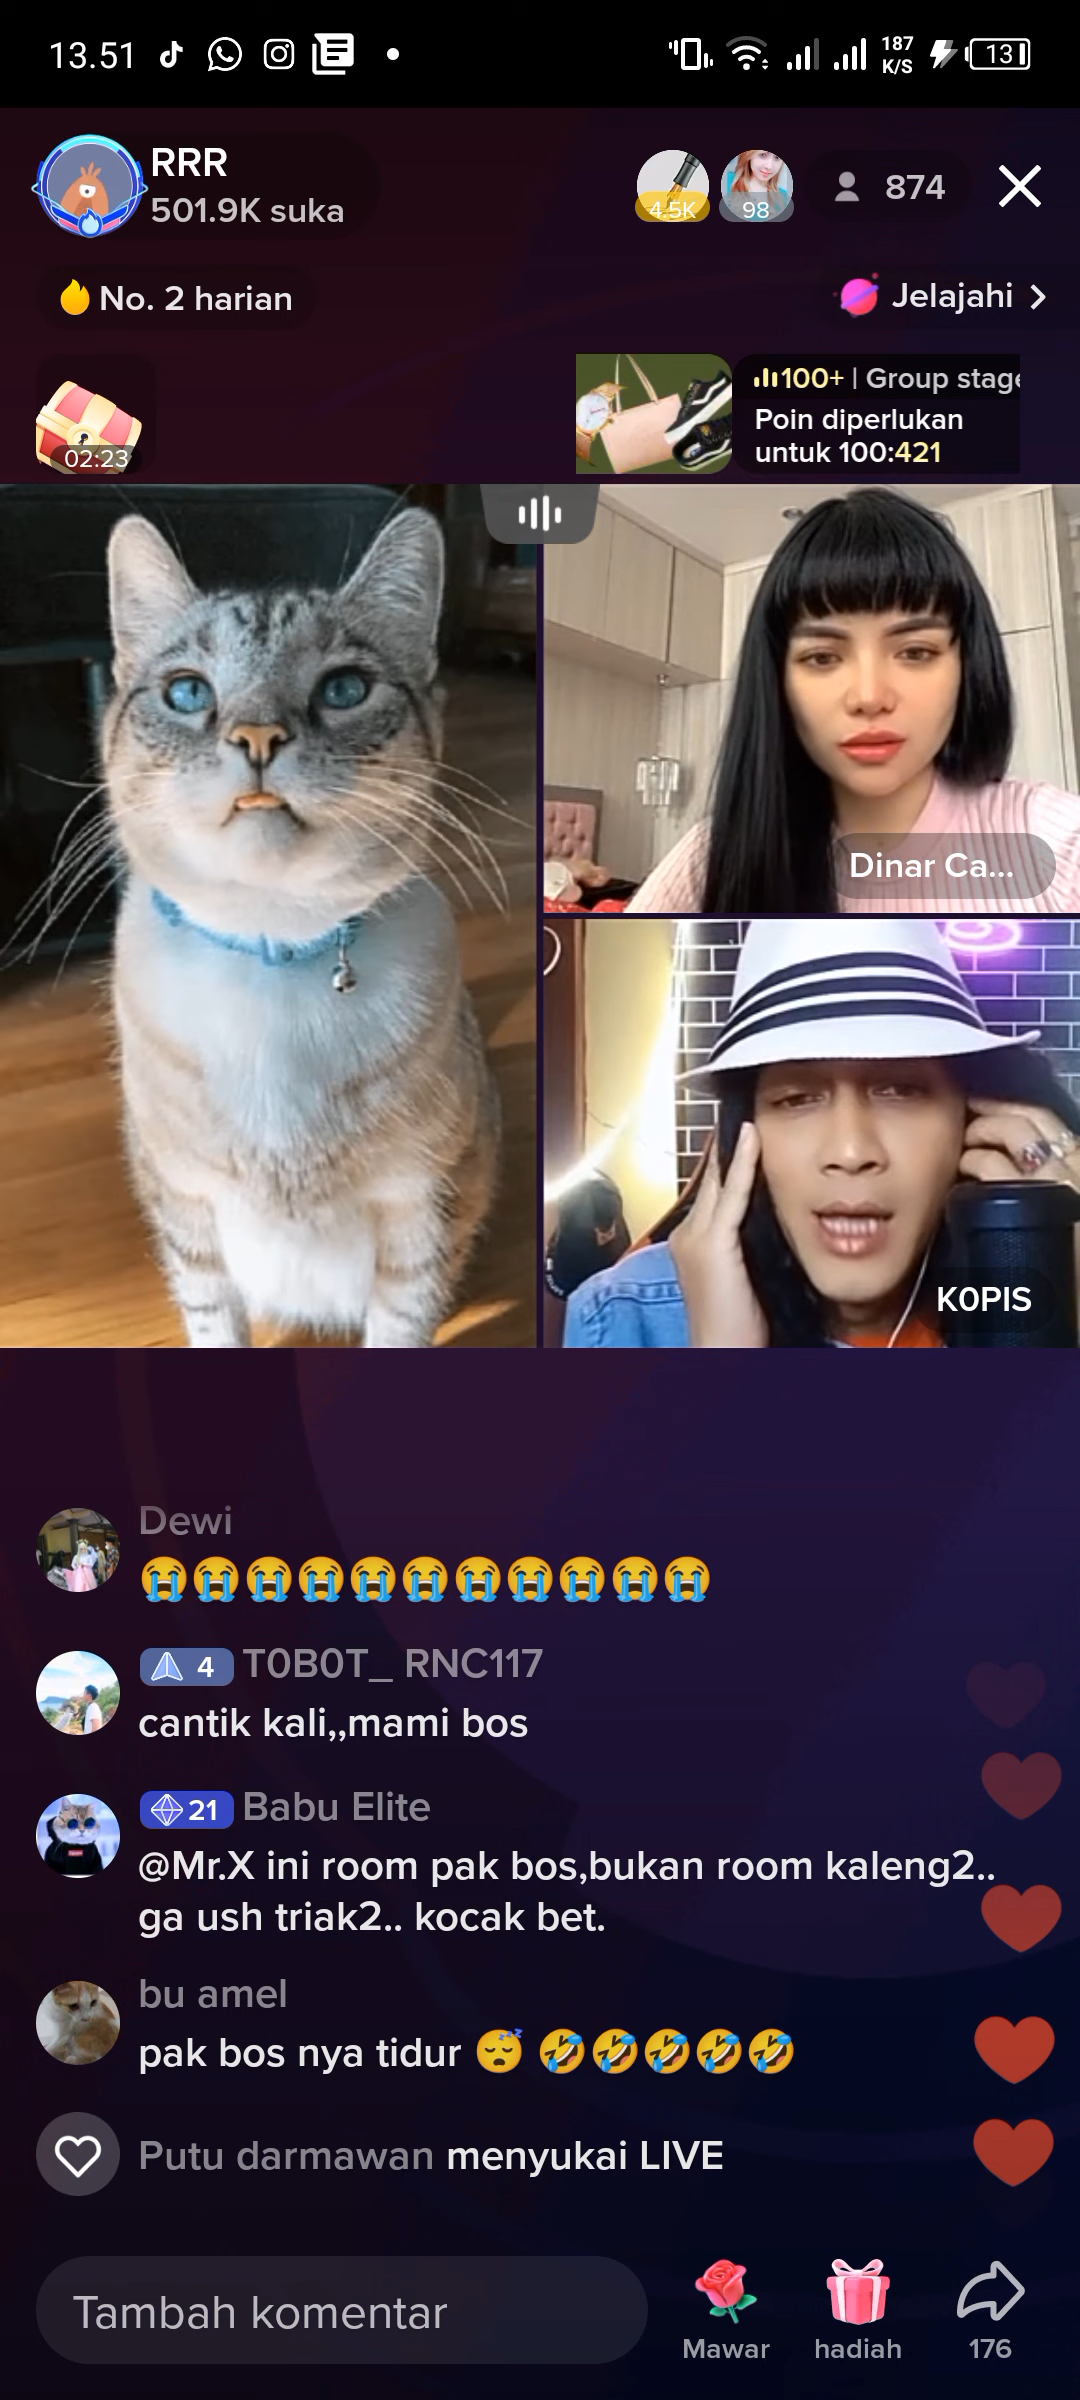 13.51
187
K/S
13
RRR
501.9K suka
4.5K
98
874
No. 2 harian
Jelajahi
02:23
100+ | Group stage
Poin diperlukan
untuk 100:421
Dinar Ca...
K0PIS
Dewi
😭😭😭😭😭😭😭😭😭😭😭
4 T0B0T_ RNC117
cantik kali,,mami bos
21 Babu Elite
@Mr.X ini room pak bos,bukan room kaleng2..
ga ush triak2.. kocak bet.
bu amel
pak bos nya tidur 😴 🤣🤣🤣🤣🤣
Putu darmawan menyukai LIVE
Tambah komentar
Mawar
hadiah
176